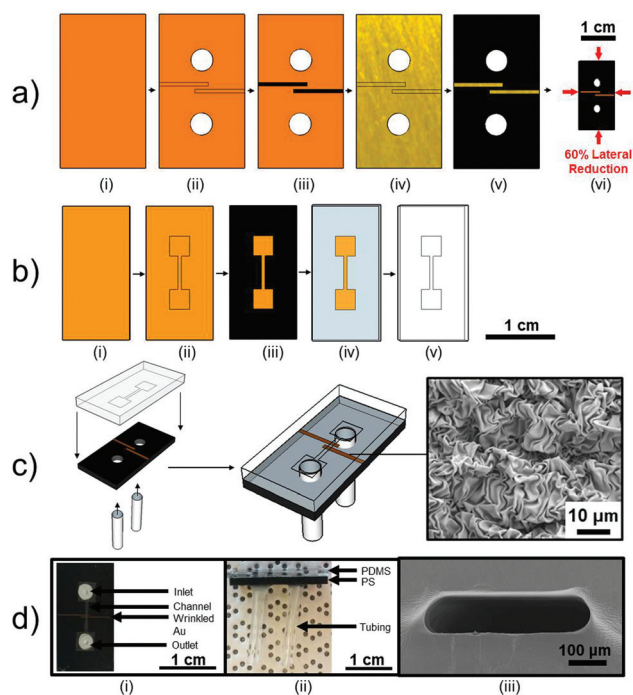 a)
1 cm
60% Lateral
Reduction
(i) (ii) (iii) (iv) (v) (vi)
b)
1 cm
(i) (ii) (iii) (iv) (v)
c)
10 µm
d)
Inlet
Channel
Wrinkled
Au
Outlet
1 cm
PDMS
PS
Tubing
1 cm
100 µm
(i) (ii) (iii)